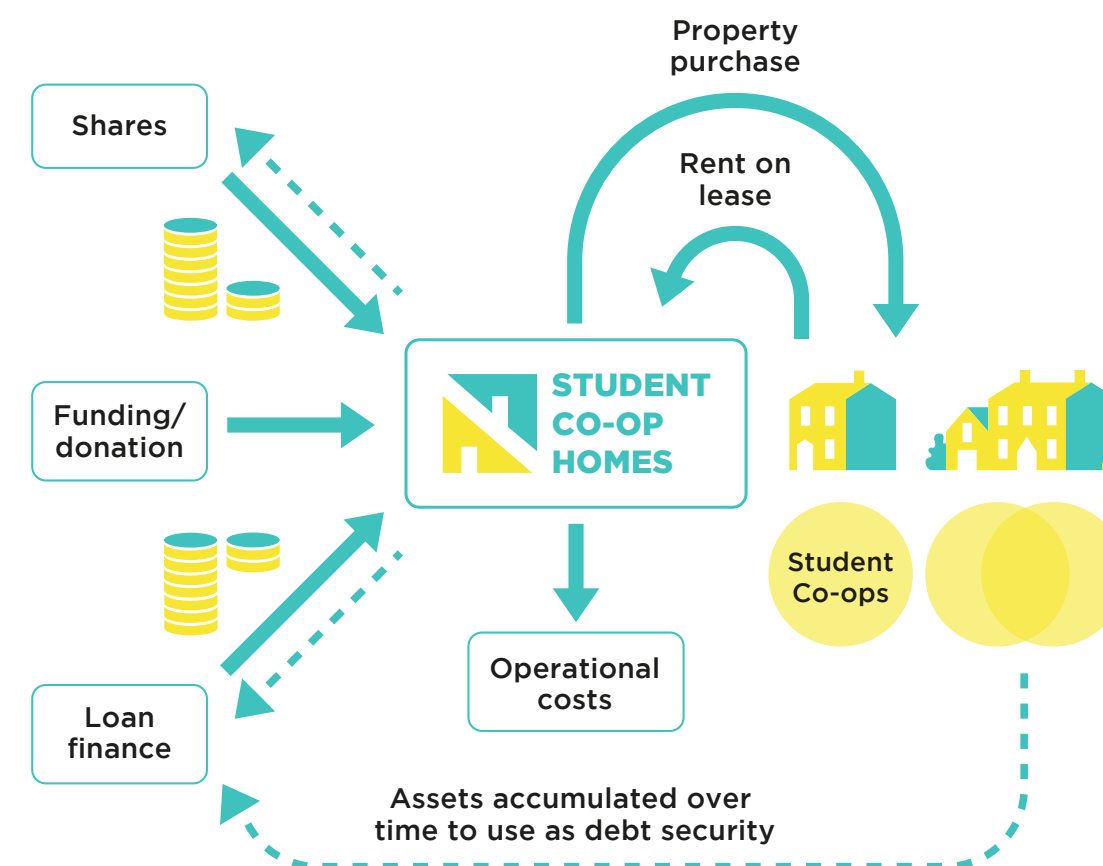 Property
purchase
Shares
Rent on
lease
Funding/
donation
STUDENT
CO-OP
HOMES
Student
Co-ops
Operational
costs
Loan
finance
Assets accumulated over
time to use as debt security